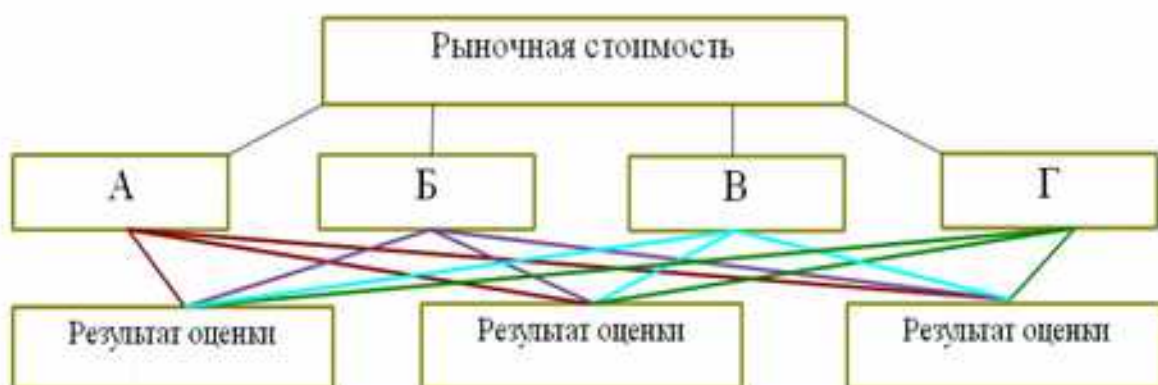 Рыночная стоимость
А
Б
В
Г
Результат оценки
Результат оценки
Результат оценки